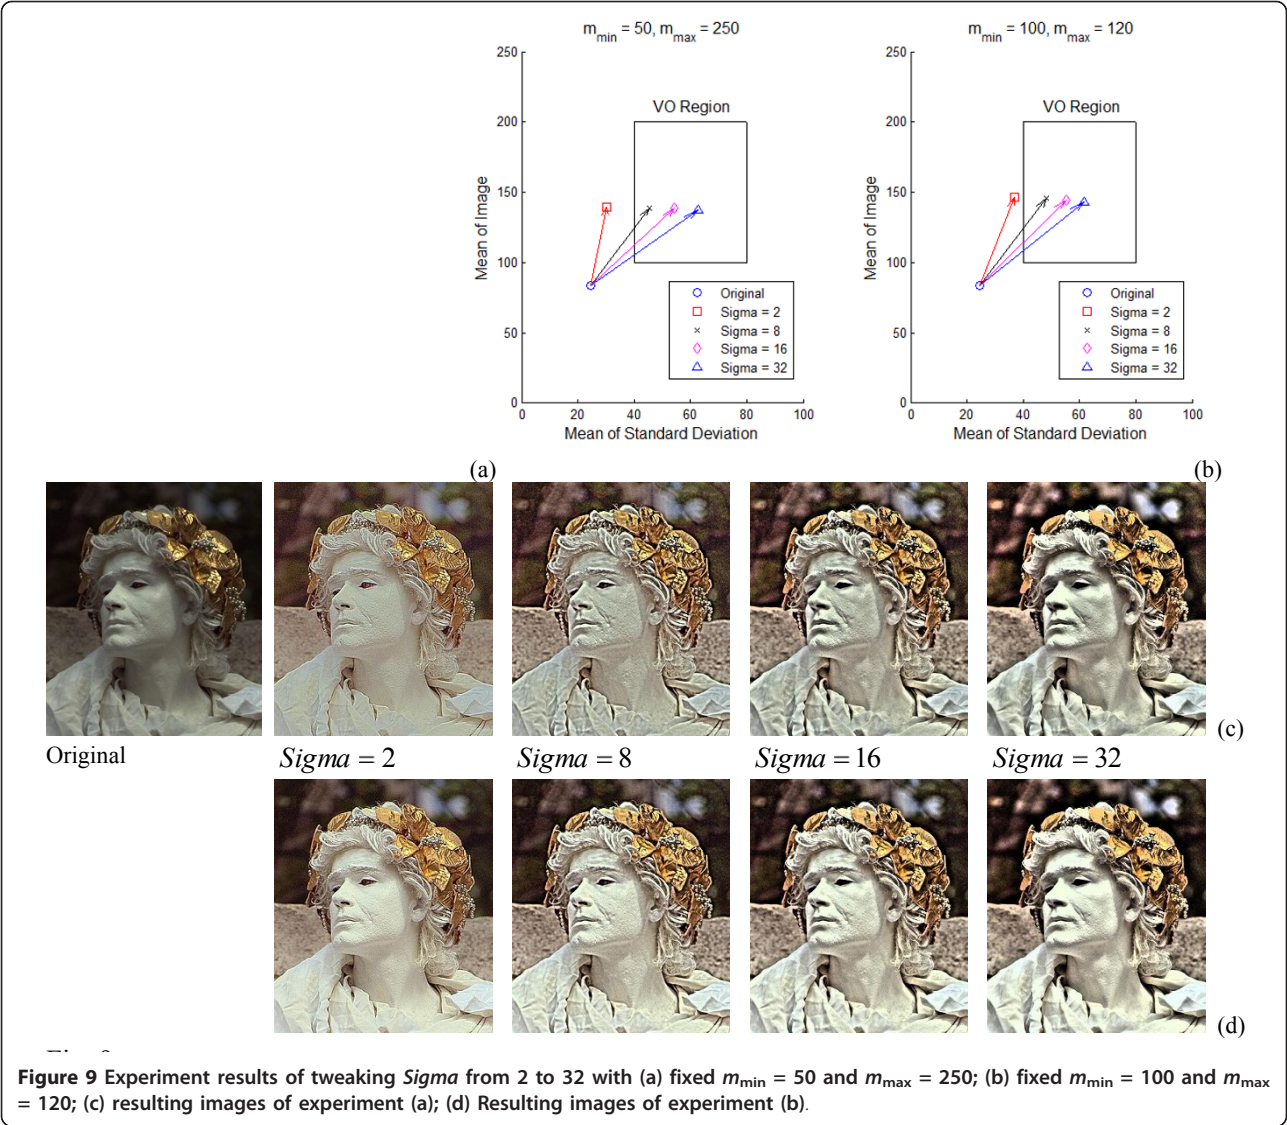 m_min = 50, m_max = 250
250
200
150
100
50
0
Mean of Image
VO Region
Original
Sigma = 2
Sigma = 8
Sigma = 16
Sigma = 32
0 20 40 60 80 100
Mean of Standard Deviation
(a)
m_min = 100, m_max = 120
250
200
150
100
50
0
Mean of Image
VO Region
Original
Sigma = 2
Sigma = 8
Sigma = 16
Sigma = 32
0 20 40 60 80 100
Mean of Standard Deviation
(b)
(c)
Original Sigma = 2 Sigma = 8 Sigma = 16 Sigma = 32
(d)
Figure 9 Experiment results of tweaking Sigma from 2 to 32 with (a) fixed m_min = 50 and m_max = 250; (b) fixed m_min = 100 and m_max
= 120; (c) resulting images of experiment (a); (d) Resulting images of experiment (b).